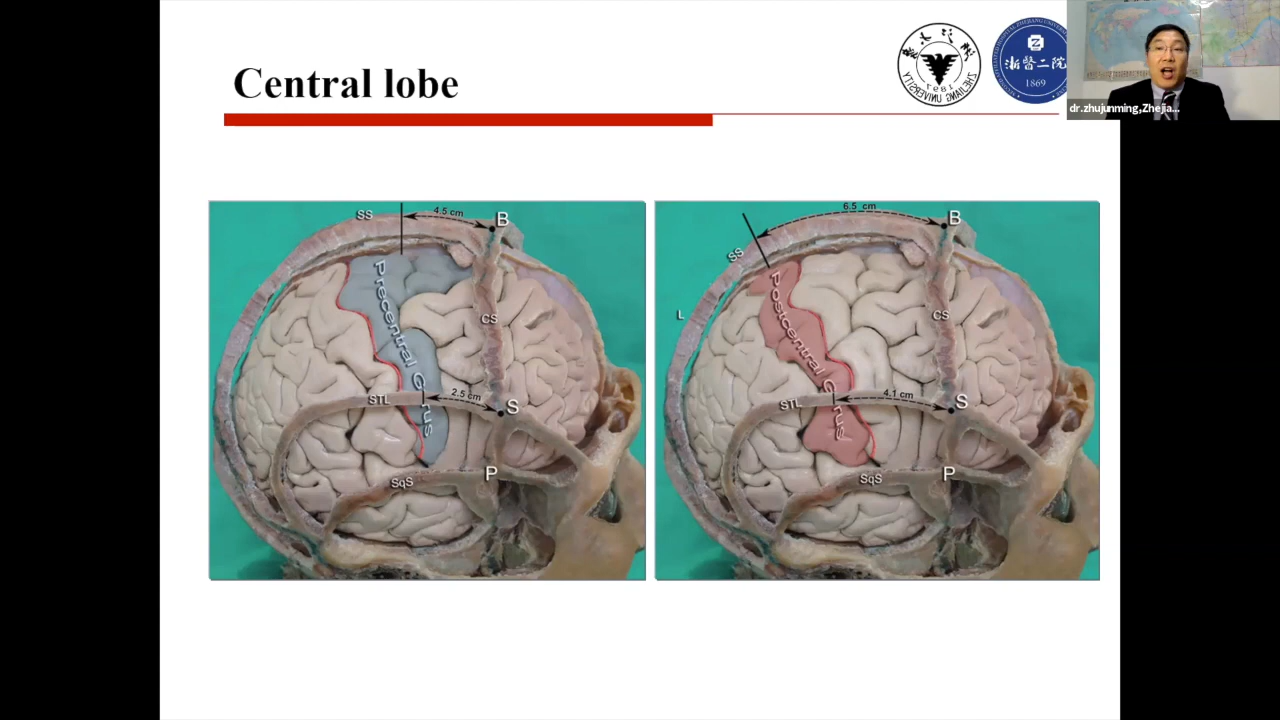 Central lobe
浙醫二院
1869
dr.zhujunming,Zhejia...
SS
4.5 cm
B
Precentral Gyrus
CS
2.5 cm
STL
S
P
SqS
6.5 cm
B
SS
L
Postcentral Gyrus
CS
4.1 cm
STL
S
P
SqS